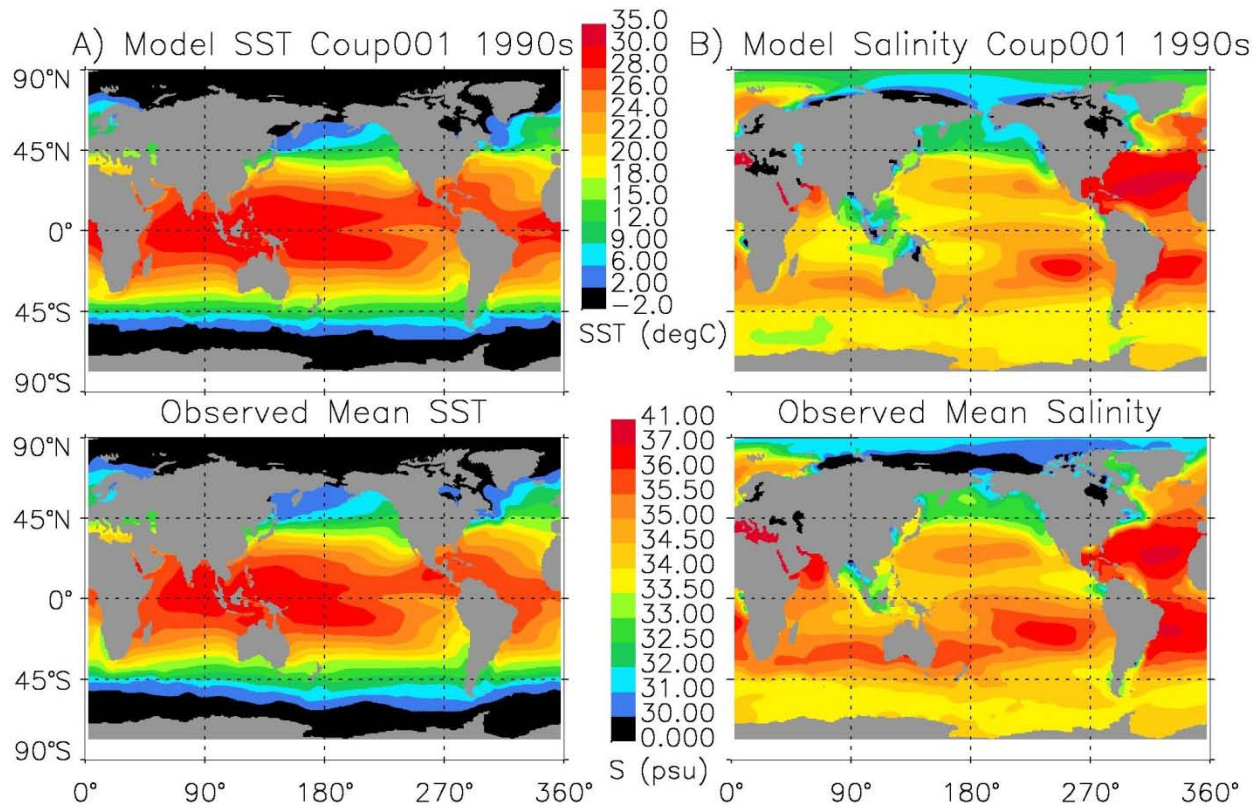 A) Model SST Coup001 1990s
B) Model Salinity Coup001 1990s
35.0
30.0
28.0
26.0
24.0
22.0
20.0
18.0
15.0
12.0
9.00
6.00
2.00
−2.0
SST (degC)
90°N
45°N
0°
45°S
90°S
Observed Mean SST
Observed Mean Salinity
41.00
37.00
36.00
35.50
35.00
34.50
34.00
33.50
33.00
32.50
32.00
31.00
30.00
0.000
S (psu)
90°N
45°N
0°
45°S
90°S
0° 90° 180° 270° 360°
0° 90° 180° 270° 360°